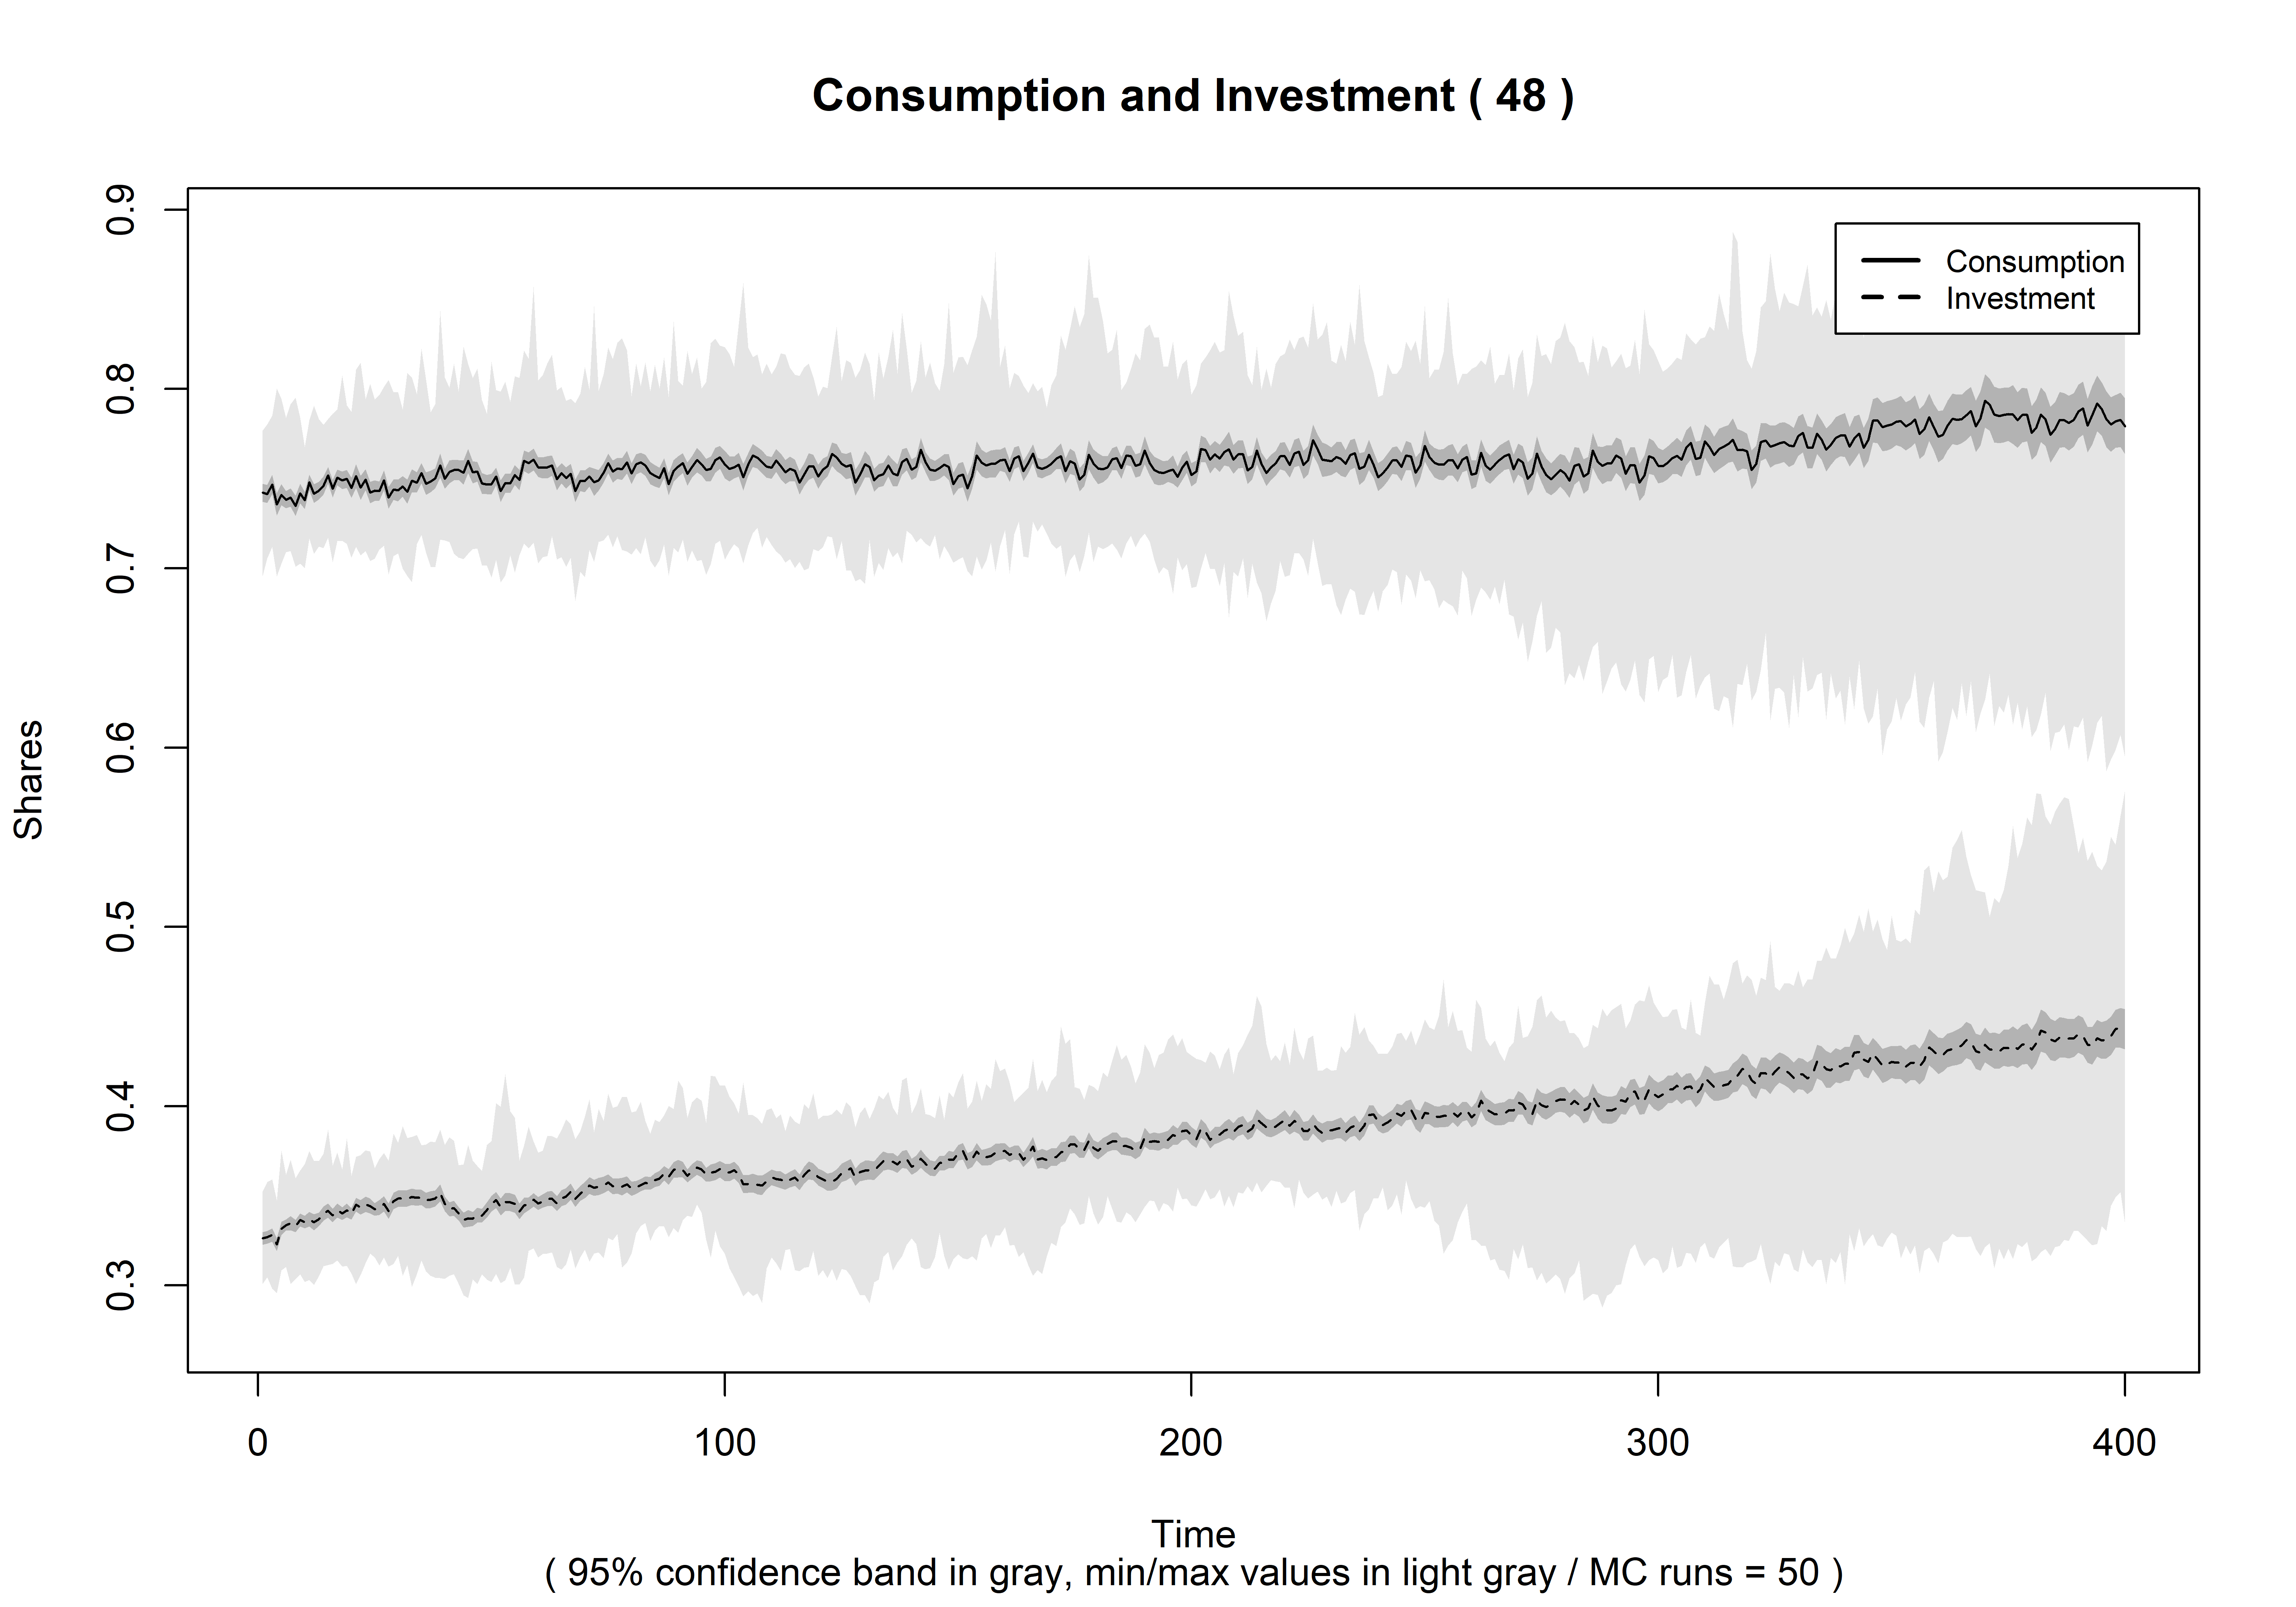 Consumption and Investment ( 48 )
Consumption
Investment
Shares
0.9
0.8
0.7
0.6
0.5
0.4
0.3
0 100 200 300 400
Time
( 95% confidence band in gray, min/max values in light gray / MC runs = 50 )